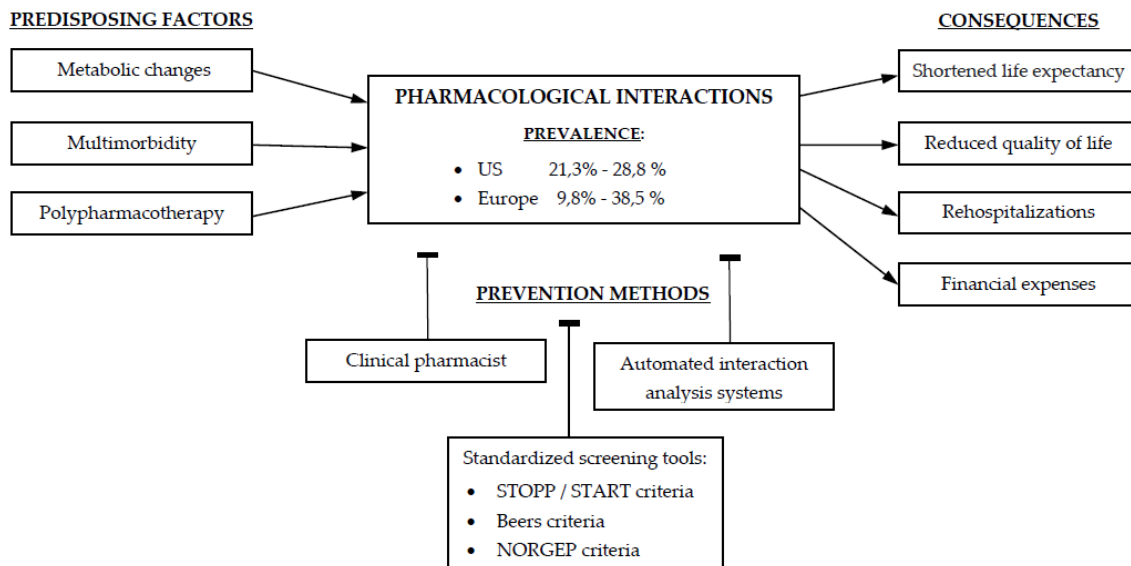 PREDISPOSING FACTORS
Metabolic changes
Multimorbidity
Polypharmacotherapy
PHARMACOLOGICAL INTERACTIONS
PREVALENCE:
• US 21,3% - 28,8 %
• Europe 9,8% - 38,5 %
CONSEQUENCES
Shortened life expectancy
Reduced quality of life
Rehospitalizations
Financial expenses
PREVENTION METHODS
Clinical pharmacist
Automated interaction
analysis systems
Standardized screening tools:
• STOPP / START criteria
• Beers criteria
• NORGEP criteria